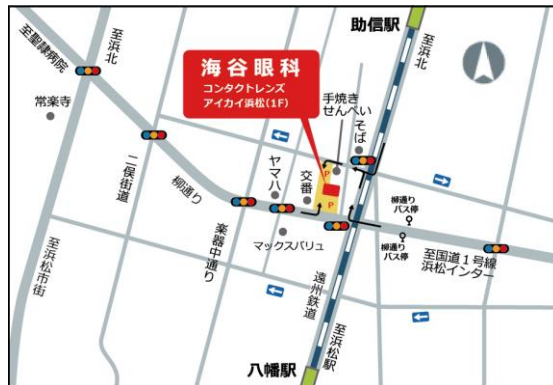 助信駅
至聖隷病院
至浜北
至浜北
海谷眼科
コンタクトレンズ
アイカイ浜松(1F)
手焼き
せんべい
そば
常楽寺
二俣街道
柳通り
ヤマハ
交番
P
P
柳通り
バス停
柳通り
バス停
マックスバリュ
楽器中通り
至浜松市街
遠州鉄道
至浜松駅
至国道1号線
浜松インター
八幡駅